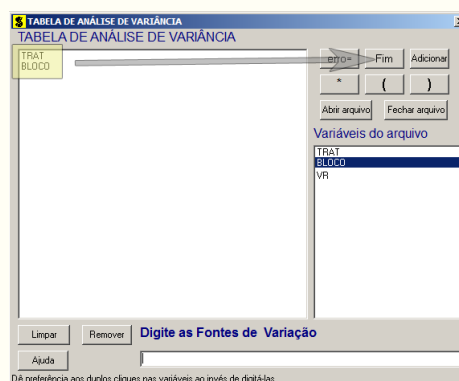 TABELA DE ANÁLISE DE VARIÂNCIA
TABELA DE ANÁLISE DE VARIÂNCIA
TRAT
BLOCO
erro= Fim Adicionar
* ( )
Abrir arquivo Fechar arquivo
Variáveis do arquivo
TRAT
BLOCO
VR
Limpar Remover Digite as Fontes de Variação
Ajuda
Dê preferência aos duplos cliques nas variáveis ao invés de digitá-las